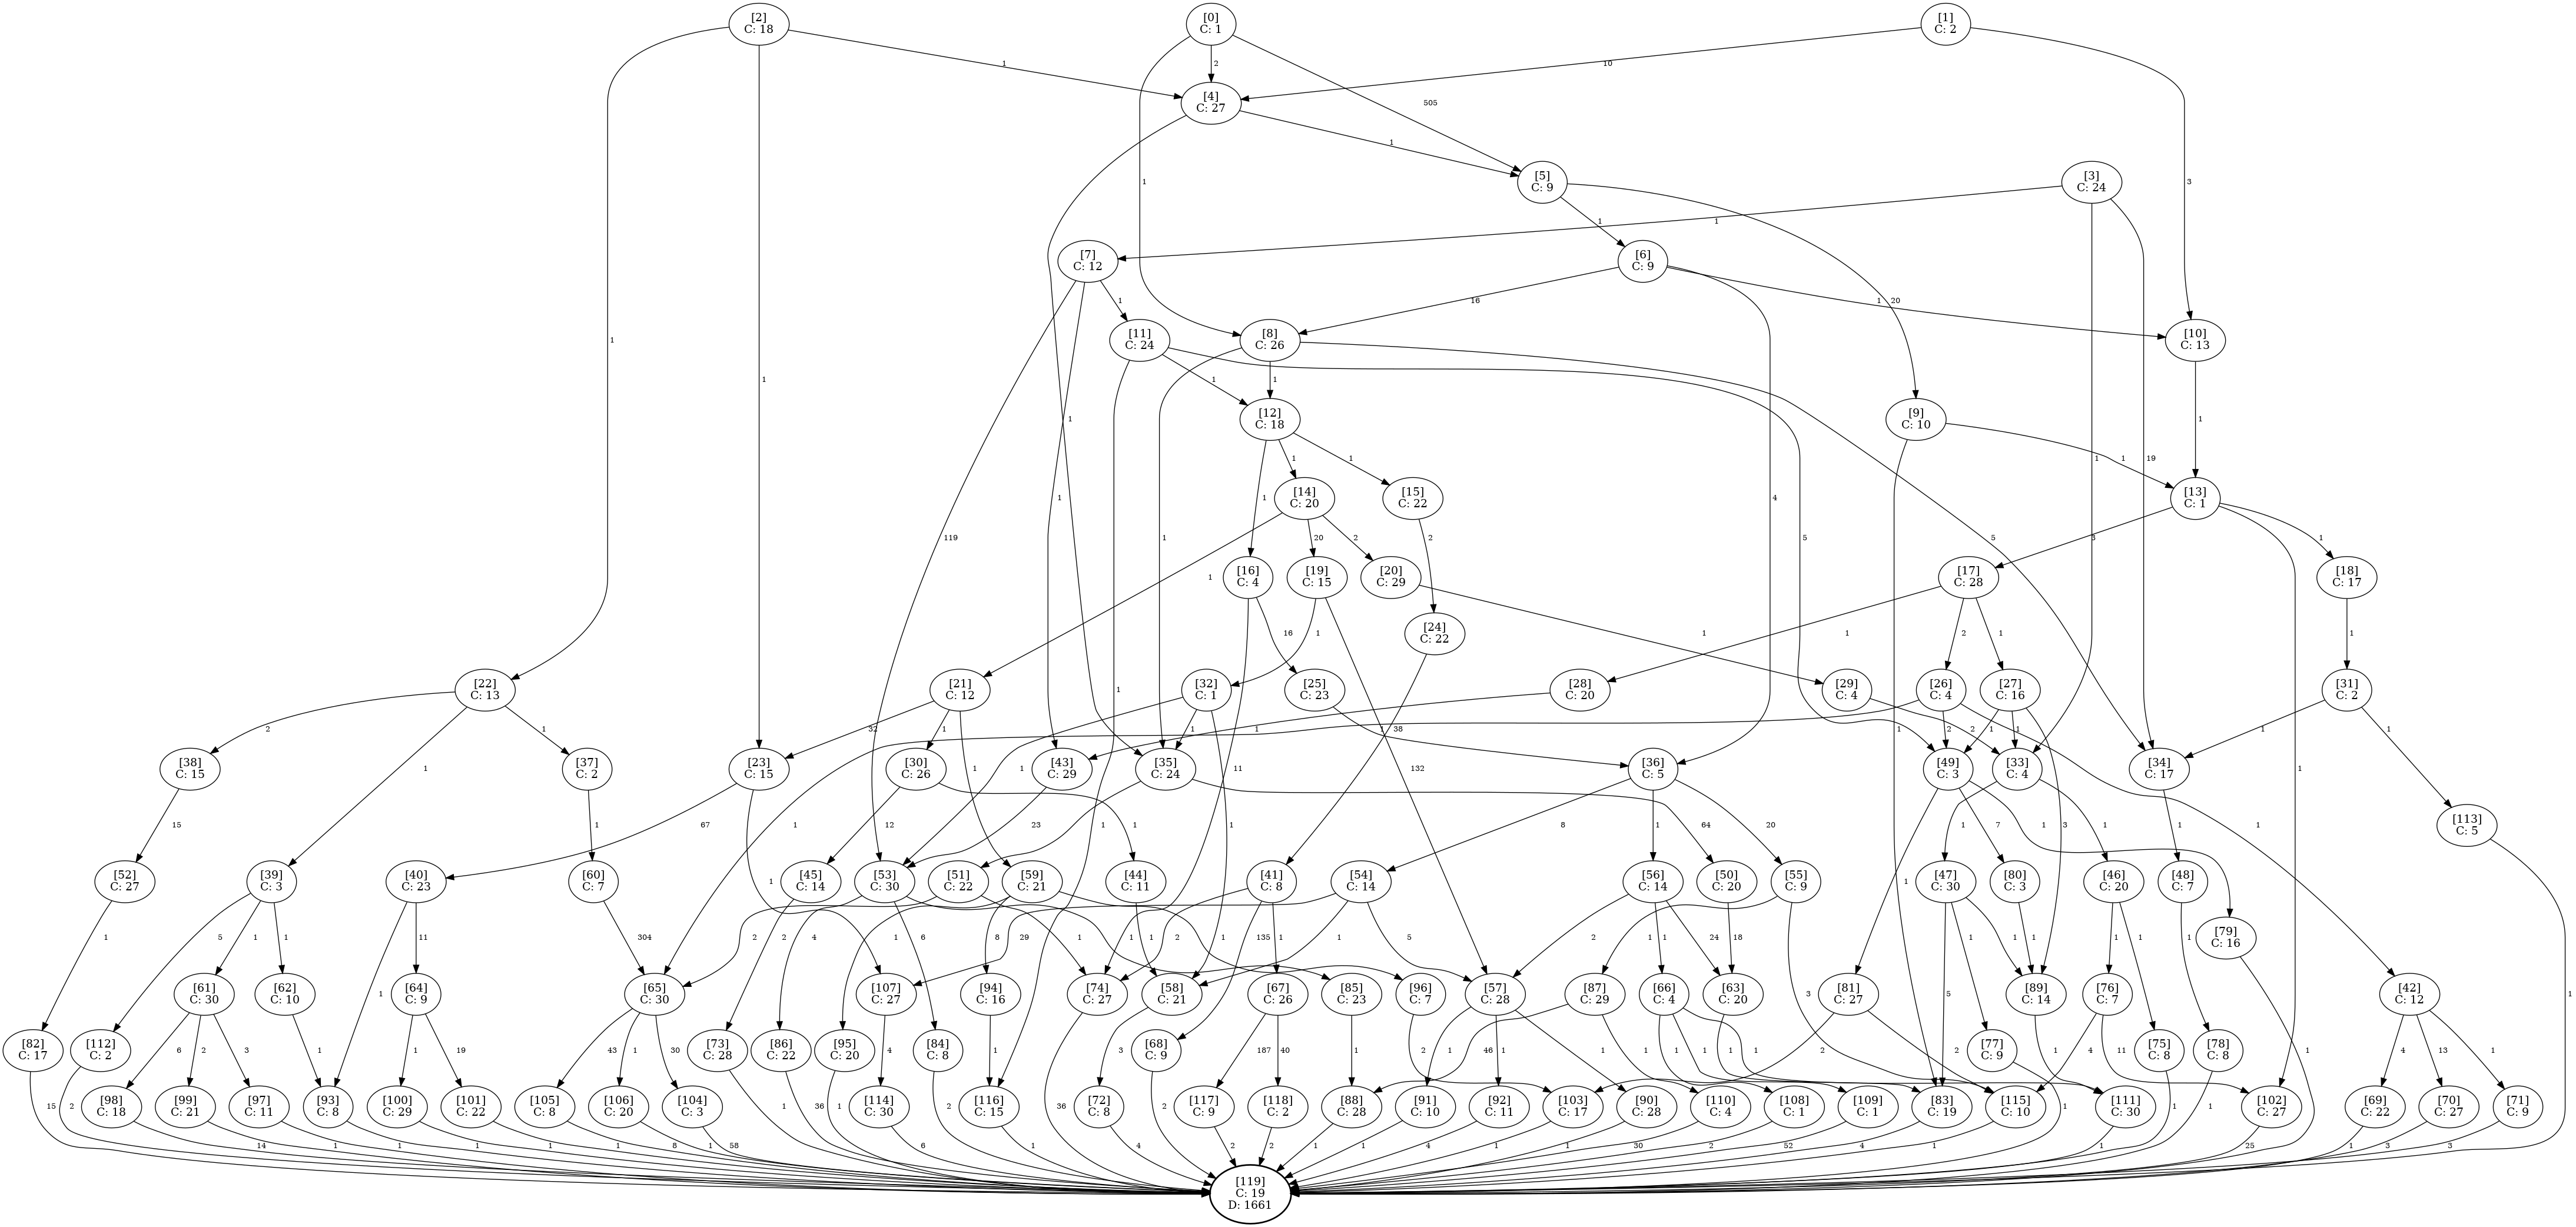 [2]
C: 18
[0]
C: 1
[1]
C: 2
1
2
10
[4]
C: 27
505
1
[5]
C: 9
[3]
C: 24
1
3
1
1
[7]
C: 12
[6]
C: 9
1
16
1
20
[11]
C: 24
[8]
C: 26
[10]
C: 13
1
1
1
1
[12]
C: 18
[9]
C: 10
1
1
1
1
1
1
19
[14]
C: 20
[15]
C: 22
[13]
C: 1
1
1
4
119
1
20
2
2
5
5
3
1
[16]
C: 4
[19]
C: 15
[20]
C: 29
[17]
C: 28
[18]
C: 17
1
1
16
1
1
1
2
1
1
[24]
C: 22
[22]
C: 13
[21]
C: 12
[32]
C: 1
[25]
C: 23
[28]
C: 20
[29]
C: 4
[26]
C: 4
[27]
C: 16
[31]
C: 2
2
1
1
32
1
1
1
1
38
2
2
1
1
1
1
[38]
C: 15
[37]
C: 2
[23]
C: 15
[30]
C: 26
[43]
C: 29
[35]
C: 24
[36]
C: 5
[49]
C: 3
[33]
C: 4
[34]
C: 17
1
1
1
11
132
1
[113]
C: 5
15
1
67
12
1
23
1
64
8
1
20
1
7
1
1
1
3
1
1
[52]
C: 27
[39]
C: 3
[40]
C: 23
[60]
C: 7
[45]
C: 14
[53]
C: 30
[51]
C: 22
[59]
C: 21
[44]
C: 11
[41]
C: 8
[54]
C: 14
[56]
C: 14
[50]
C: 20
[55]
C: 9
[47]
C: 30
[80]
C: 3
[46]
C: 20
[48]
C: 7
1
5
1
1
11
304
1
2
2
4
1
6
8
29
1
1
1
1
2
135
1
1
5
2
1
24
18
1
3
1
5
1
1
1
1
1
1
[79]
C: 16
[82]
C: 17
[112]
C: 2
[61]
C: 30
[62]
C: 10
[64]
C: 9
[65]
C: 30
[107]
C: 27
[94]
C: 16
[74]
C: 27
[58]
C: 21
[67]
C: 26
[85]
C: 23
[96]
C: 7
[57]
C: 28
[87]
C: 29
[66]
C: 4
[63]
C: 20
[81]
C: 27
[89]
C: 14
[76]
C: 7
[42]
C: 12
[73]
C: 28
[86]
C: 22
[95]
C: 20
[84]
C: 8
[68]
C: 9
[77]
C: 9
[75]
C: 8
[78]
C: 8
6
2
3
1
1
1
19
43
1
30
4
1
3
187
40
1
2
1
1
1
46
1
1
1
1
1
2
2
1
4
11
4
13
1
1
[98]
C: 18
[99]
C: 21
[97]
C: 11
[93]
C: 8
[100]
C: 29
[101]
C: 22
[105]
C: 8
[106]
C: 20
[104]
C: 3
[114]
C: 30
[116]
C: 15
[72]
C: 8
[117]
C: 9
[118]
C: 2
[88]
C: 28
[91]
C: 10
[92]
C: 11
[103]
C: 17
[90]
C: 28
[110]
C: 4
[108]
C: 1
[109]
C: 1
[83]
C: 19
[115]
C: 10
[111]
C: 30
[102]
C: 27
[69]
C: 22
[70]
C: 27
[71]
C: 9
15
2
14
1
1
1
1
1
8
1
58
1
36
1
6
2
1
36
4
2
2
2
1
1
4
1
1
30
2
52
4
1
1
1
1
1
1
25
1
3
3
1
[119]
C: 19
D: 1661